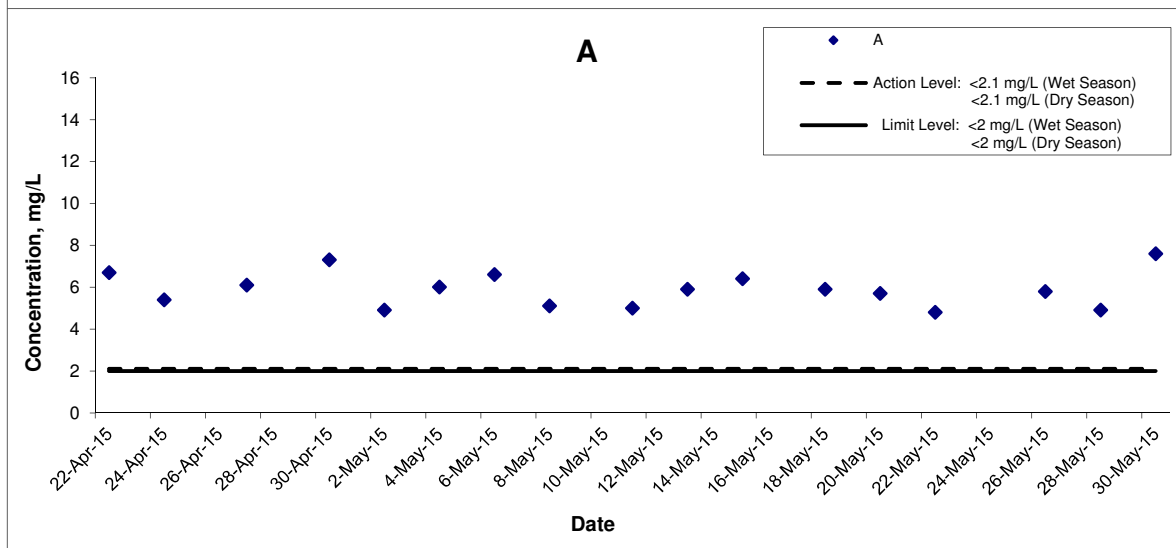 A
A
Action Level: <2.1 mg/L (Wet Season)
<2.1 mg/L (Dry Season)
Limit Level: <2 mg/L (Wet Season)
<2 mg/L (Dry Season)
Concentration, mg/L
16
14
12
10
8
6
4
2
0
22-Apr-15
24-Apr-15
26-Apr-15
28-Apr-15
30-Apr-15
2-May-15
4-May-15
6-May-15
8-May-15
10-May-15
12-May-15
14-May-15
16-May-15
18-May-15
20-May-15
22-May-15
24-May-15
26-May-15
28-May-15
30-May-15
Date